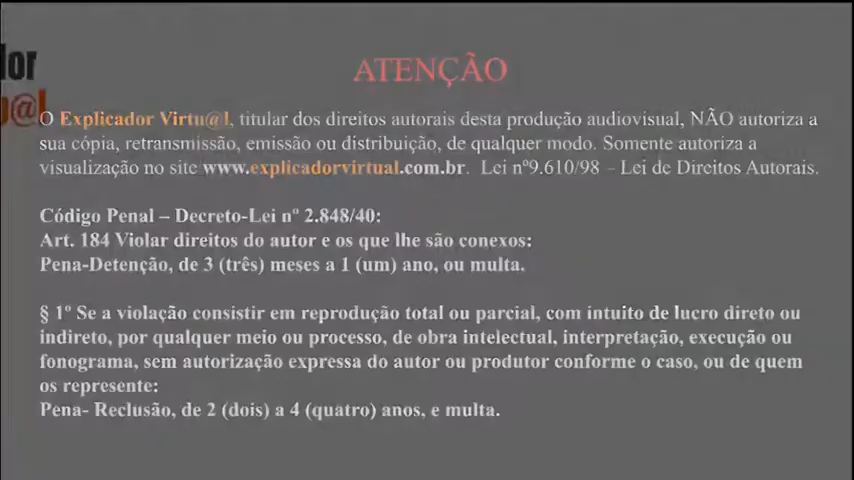 ATENÇÃO
dor
u@l
O Explicador Virtu@l, titular dos direitos autorais desta produção audiovisual, NÃO autoriza a
sua cópia, retransmissão, emissão ou distribuição, de qualquer modo. Somente autoriza a
visualização no site www.explicadorvirtual.com.br. Lei nº9.610/98 – Lei de Direitos Autorais.
Código Penal – Decreto-Lei nº 2.848/40:
Art. 184 Violar direitos do autor e os que lhe são conexos:
Pena-Detenção, de 3 (três) meses a 1 (um) ano, ou multa.
§ 1º Se a violação consistir em reprodução total ou parcial, com intuito de lucro direto ou
indireto, por qualquer meio ou processo, de obra intelectual, interpretação, execução ou
fonograma, sem autorização expressa do autor ou produtor conforme o caso, ou de quem
os represente:
Pena- Reclusão, de 2 (dois) a 4 (quatro) anos, e multa.